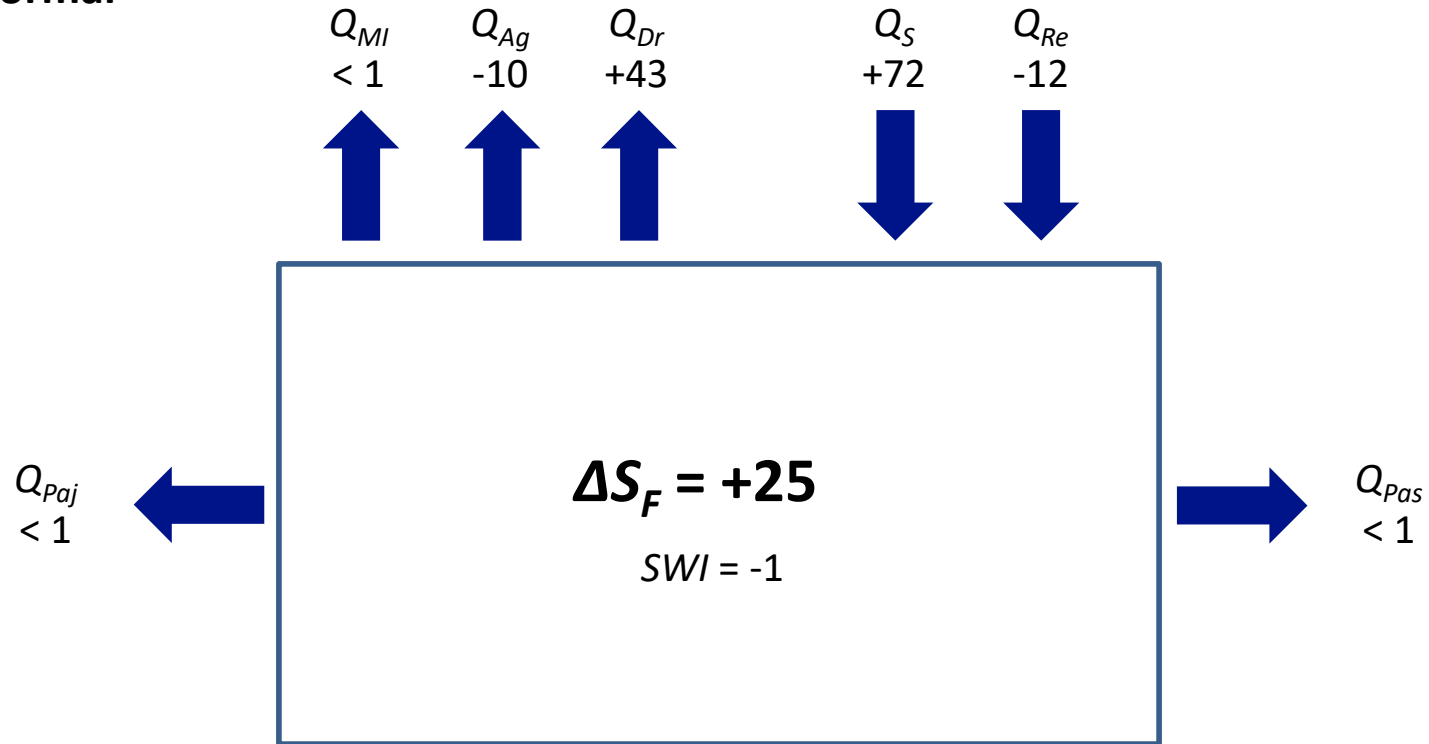 Q_MI Q_Ag Q_Dr Q_S Q_Re
< 1 -10 +43 +72 -12
ΔS_F = +25
Q_Paj
< 1
Q_Pas
< 1
SWI = -1